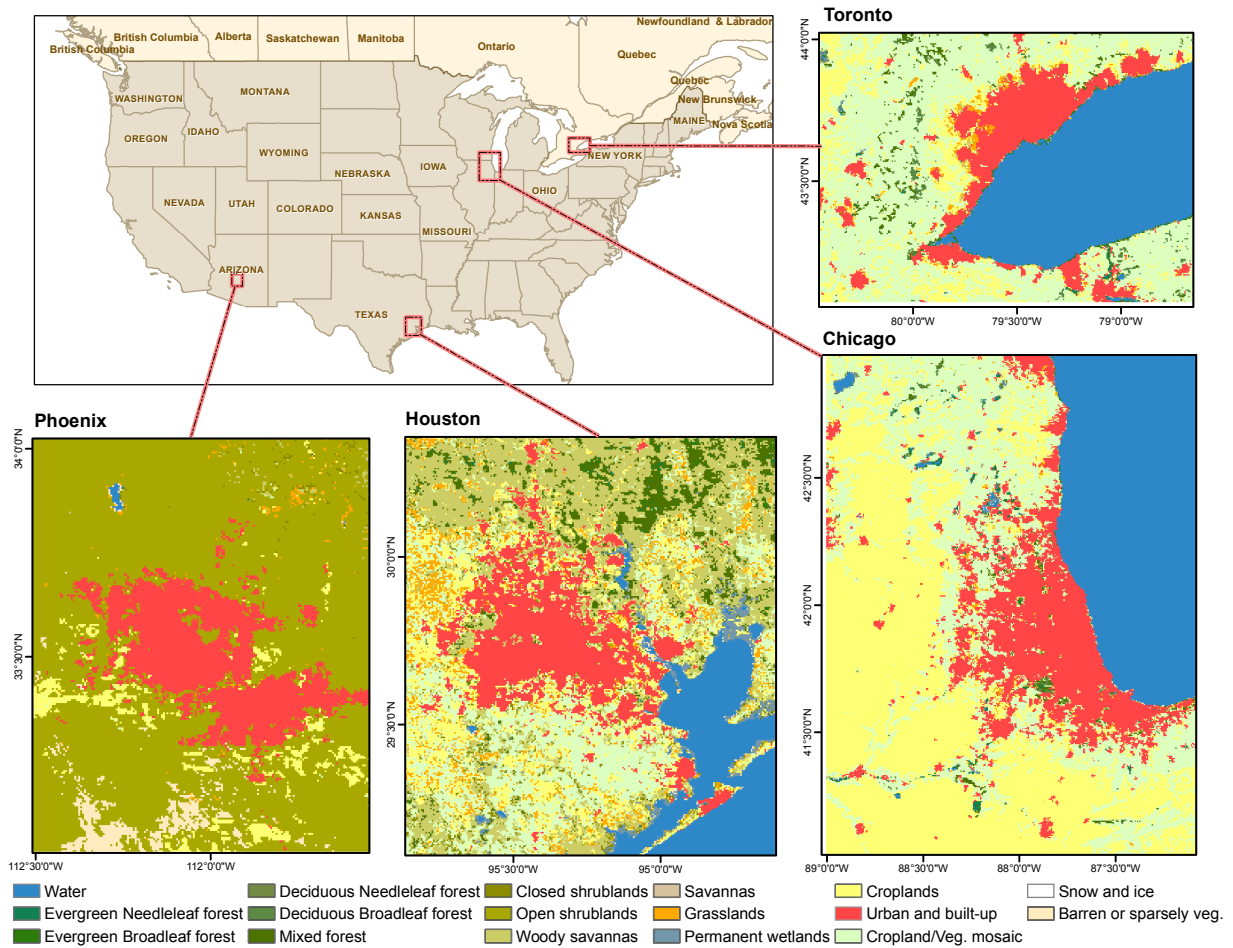 Newfoundland & Labrador
British Columbia
British Columbia
Alberta
Saskatchewan
Manitoba
Ontario
Quebec
Quebec
New Brunswick
Nova Scotia
WASHINGTON
MONTANA
MAINE
OREGON
IDAHO
WYOMING
IOWA
NEW YORK
NEBRASKA
NEVADA
UTAH
COLORADO
KANSAS
OHIO
MISSOURI
ARIZONA
TEXAS
Toronto
44°0'0"N
43°30'0"N
80°0'0"W
79°30'0"W
79°0'0"W
Chicago
42°30'0"N
42°0'0"N
41°30'0"N
89°0'0"W
88°30'0"W
88°0'0"W
87°30'0"W
Phoenix
34°0'0"N
33°30'0"N
112°30'0"W
112°0'0"W
Houston
30°0'0"N
29°30'0"N
95°30'0"W
95°0'0"W
Water
Evergreen Needleleaf forest
Evergreen Broadleaf forest
Deciduous Needleleaf forest
Deciduous Broadleaf forest
Mixed forest
Closed shrublands
Open shrublands
Woody savannas
Savannas
Grasslands
Permanent wetlands
Croplands
Urban and built-up
Cropland/Veg. mosaic
Snow and ice
Barren or sparsely veg.